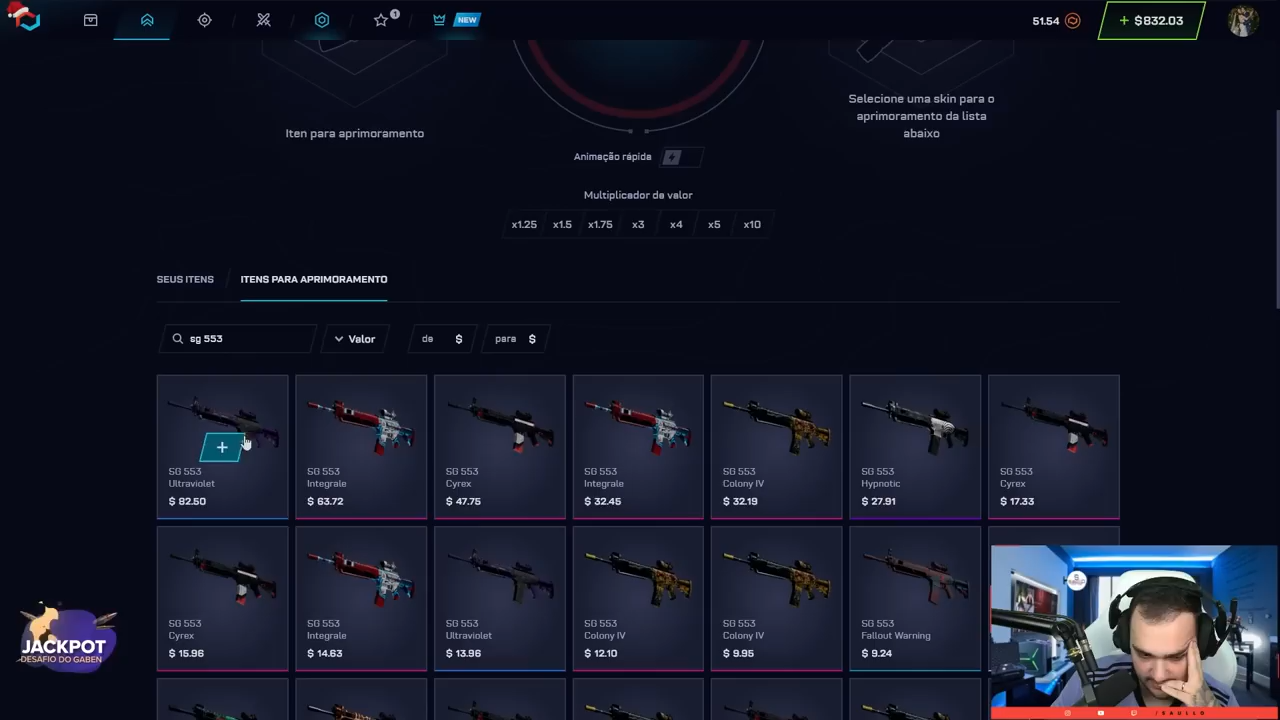 1
NEW
51.54
+ $832.03
Iten para aprimoramento
Selecione uma skin para o
aprimoramento da lista
abaixo
Animação rápida
Multiplicador de valor
x1.25 x1.5 x1.75 x3 x4 x5 x10
SEUS ITENS
ITENS PARA APRIMORAMENTO
sg 553
Valor
de $
para $
SG 553
Ultraviolet
$ 82.50
SG 553
Integrale
$ 63.72
SG 553
Cyrex
$ 47.75
SG 553
Integrale
$ 32.45
SG 553
Colony IV
$ 32.19
SG 553
Hypnotic
$ 27.91
SG 553
Cyrex
$ 17.33
SG 553
Cyrex
$ 15.96
SG 553
Integrale
$ 14.63
SG 553
Ultraviolet
$ 13.96
SG 553
Colony IV
$ 12.10
SG 553
Colony IV
$ 9.95
SG 553
Fallout Warning
$ 9.24
JACKPOT
DESAFIO DO GABEN
/SAULLO